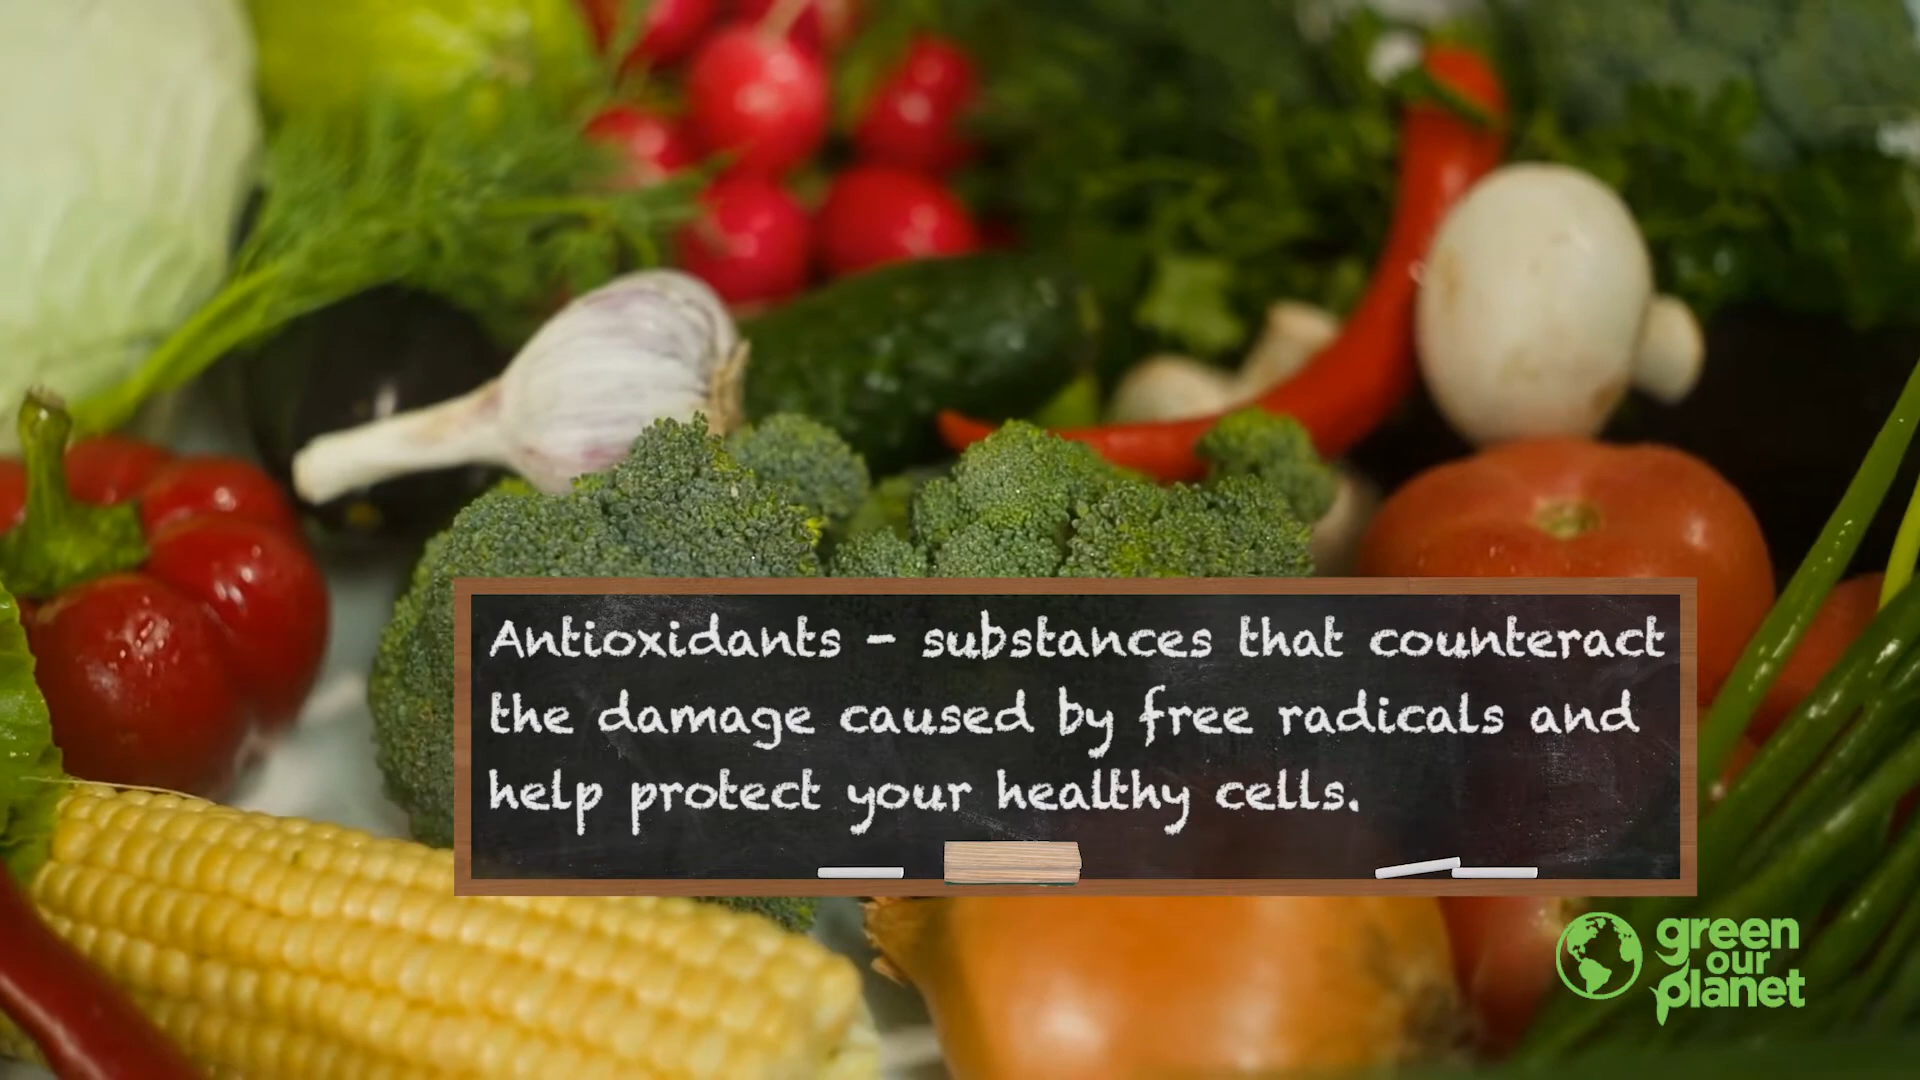 Antioxidants - substances that counteract
the damage caused by free radicals and
help protect your healthy cells.
green
our
planet